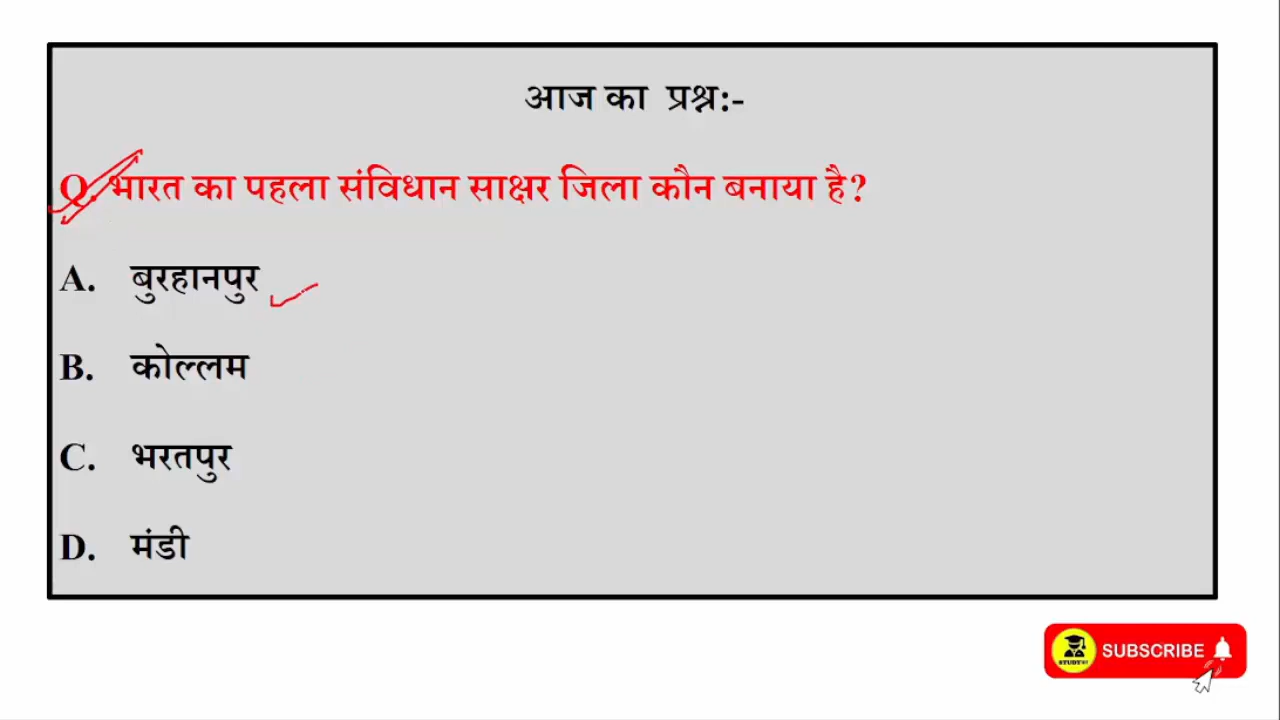 आज का प्रश्न:-
Q. भारत का पहला संविधान साक्षर जिला कौन बनाया है?
A. बुरहानपुर
B. कोल्लम
C. भरतपुर
D. मंडी
SUBSCRIBE